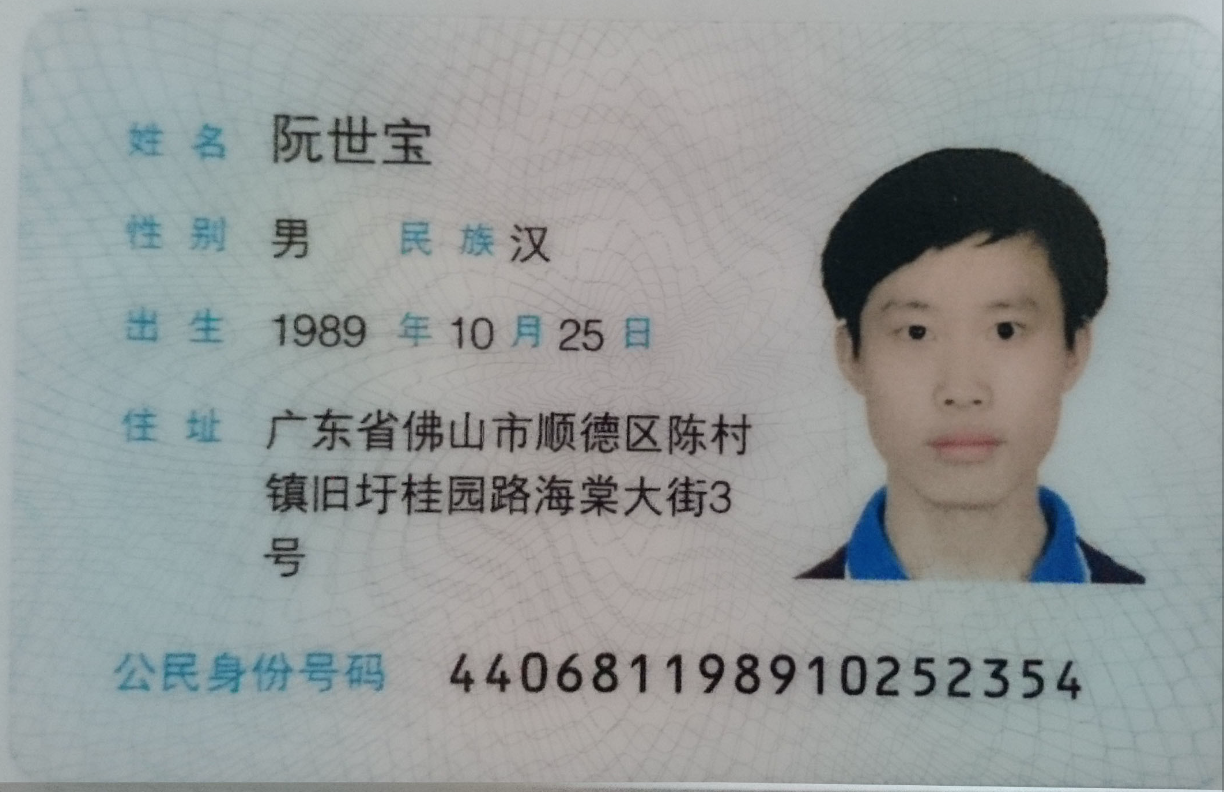 姓名 阮世宝
性别 男 民族 汉
出生 1989 年 10 月 25 日
住址 广东省佛山市顺德区陈村
镇旧圩桂园路海棠大街3
号
公民身份号码 440681198910252354